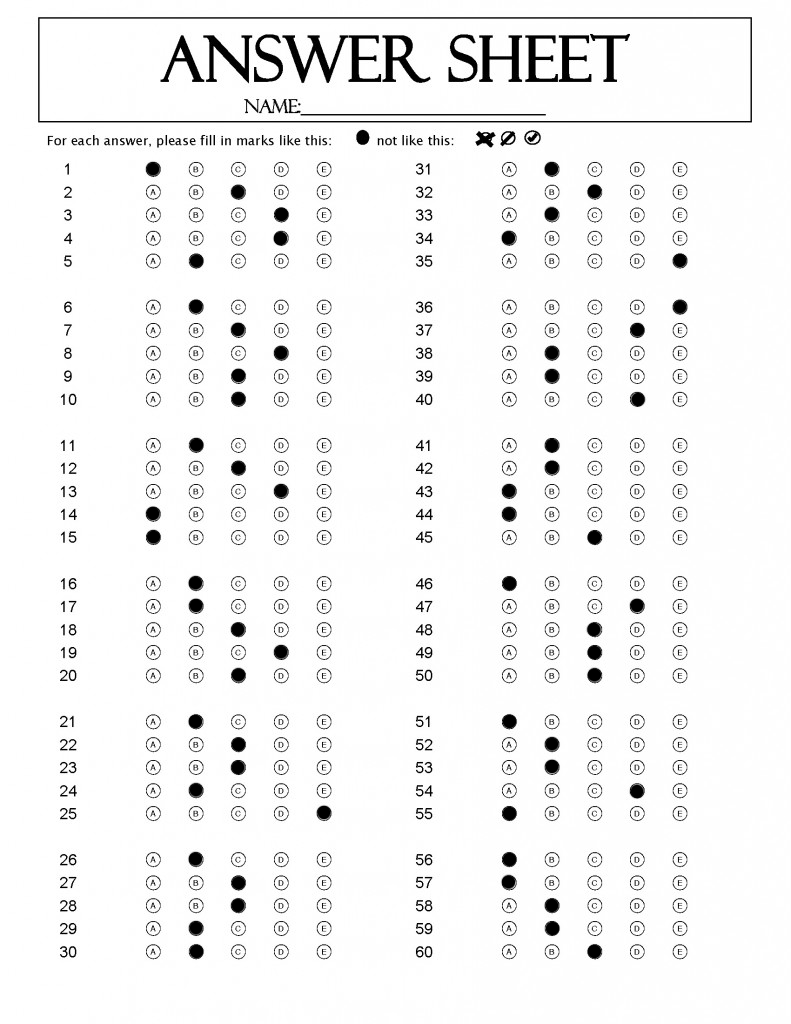 ANSWER SHEET
NAME:
For each answer, please fill in marks like this: not like this:
1 B C D E 31 A C D E
2 A B D E 32 A B D E
3 A B C E 33 A C D E
4 A B C E 34 B C D E
5 A C D E 35 A B C D
6 A C D E 36 A B C D
7 A B D E 37 A B C E
8 A B C E 38 A C D E
9 A B D E 39 A C D E
10 A B D E 40 A B C E
11 A C D E 41 A C D E
12 A B D E 42 A C D E
13 A B C E 43 B C D E
14 B C D E 44 B C D E
15 B C D E 45 A B D E
16 A C D E 46 B C D E
17 A C D E 47 A B C E
18 A B D E 48 A B D E
19 A B C E 49 A B D E
20 A B D E 50 A B D E
21 A C D E 51 B C D E
22 A B D E 52 A C D E
23 A B D E 53 A C D E
24 A C D E 54 A B C E
25 A B C D 55 B C D E
26 A C D E 56 B C D E
27 A B D E 57 B C D E
28 A B D E 58 A C D E
29 A C D E 59 A C D E
30 A C D E 60 A B D E